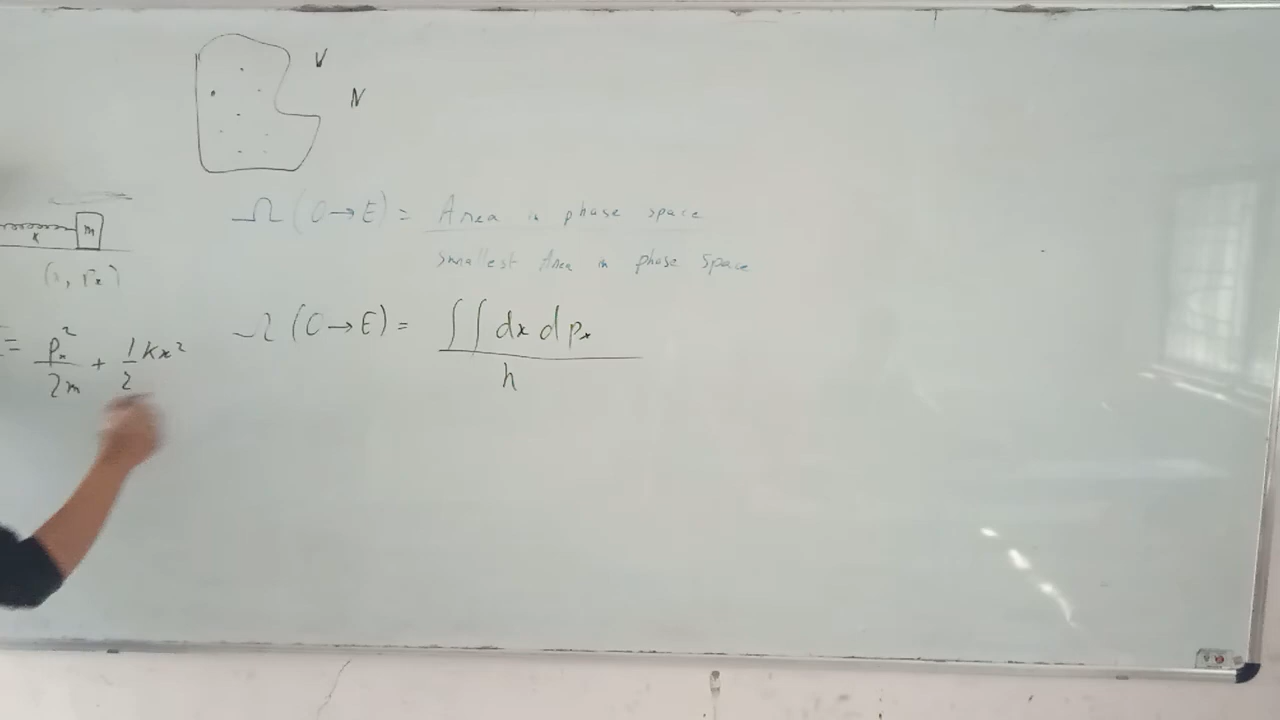 V
N
Ω (0→E) = Area in phase space
smallest Area in phase space
k m
(x, Px)
Ω (0→E) = ∫∫ dx dpx
h
= px² / 2m + 1/2 kx²